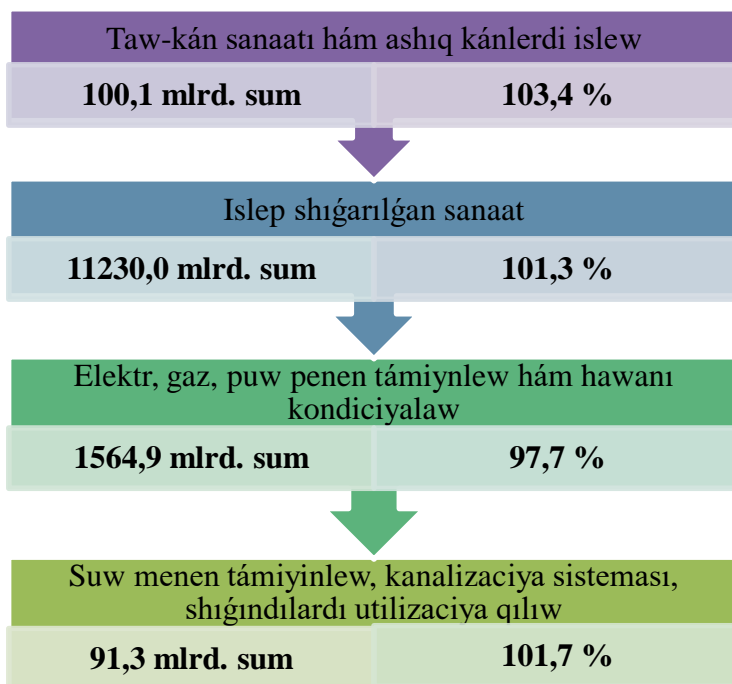 Taw-kán sanaatı hám ashıq kánlerdi islew
100,1 mlrd. sum 103,4 %
Islep shıǵarılǵan sanaat
11230,0 mlrd. sum 101,3 %
Elektr, gaz, puw penen támiynlew hám hawanı
kondiciyalaw
1564,9 mlrd. sum 97,7 %
Suw menen támiyinlew, kanalizaciya sisteması,
shıǵındılardı utilizaciya qılıw
91,3 mlrd. sum 101,7 %